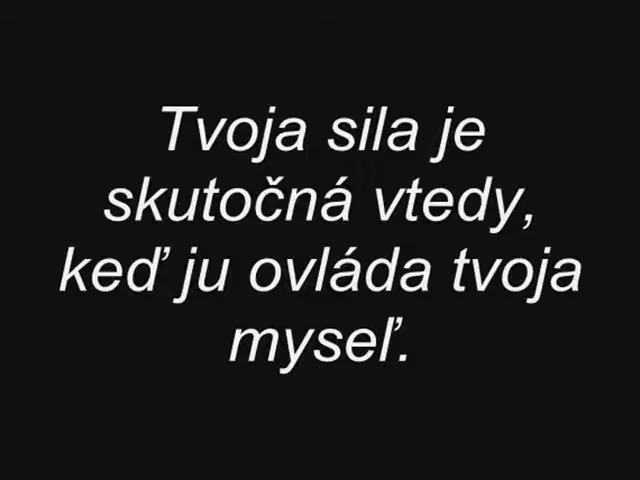 Tvoja sila je
skutočná vtedy,
keď ju ovláda tvoja
myseľ.